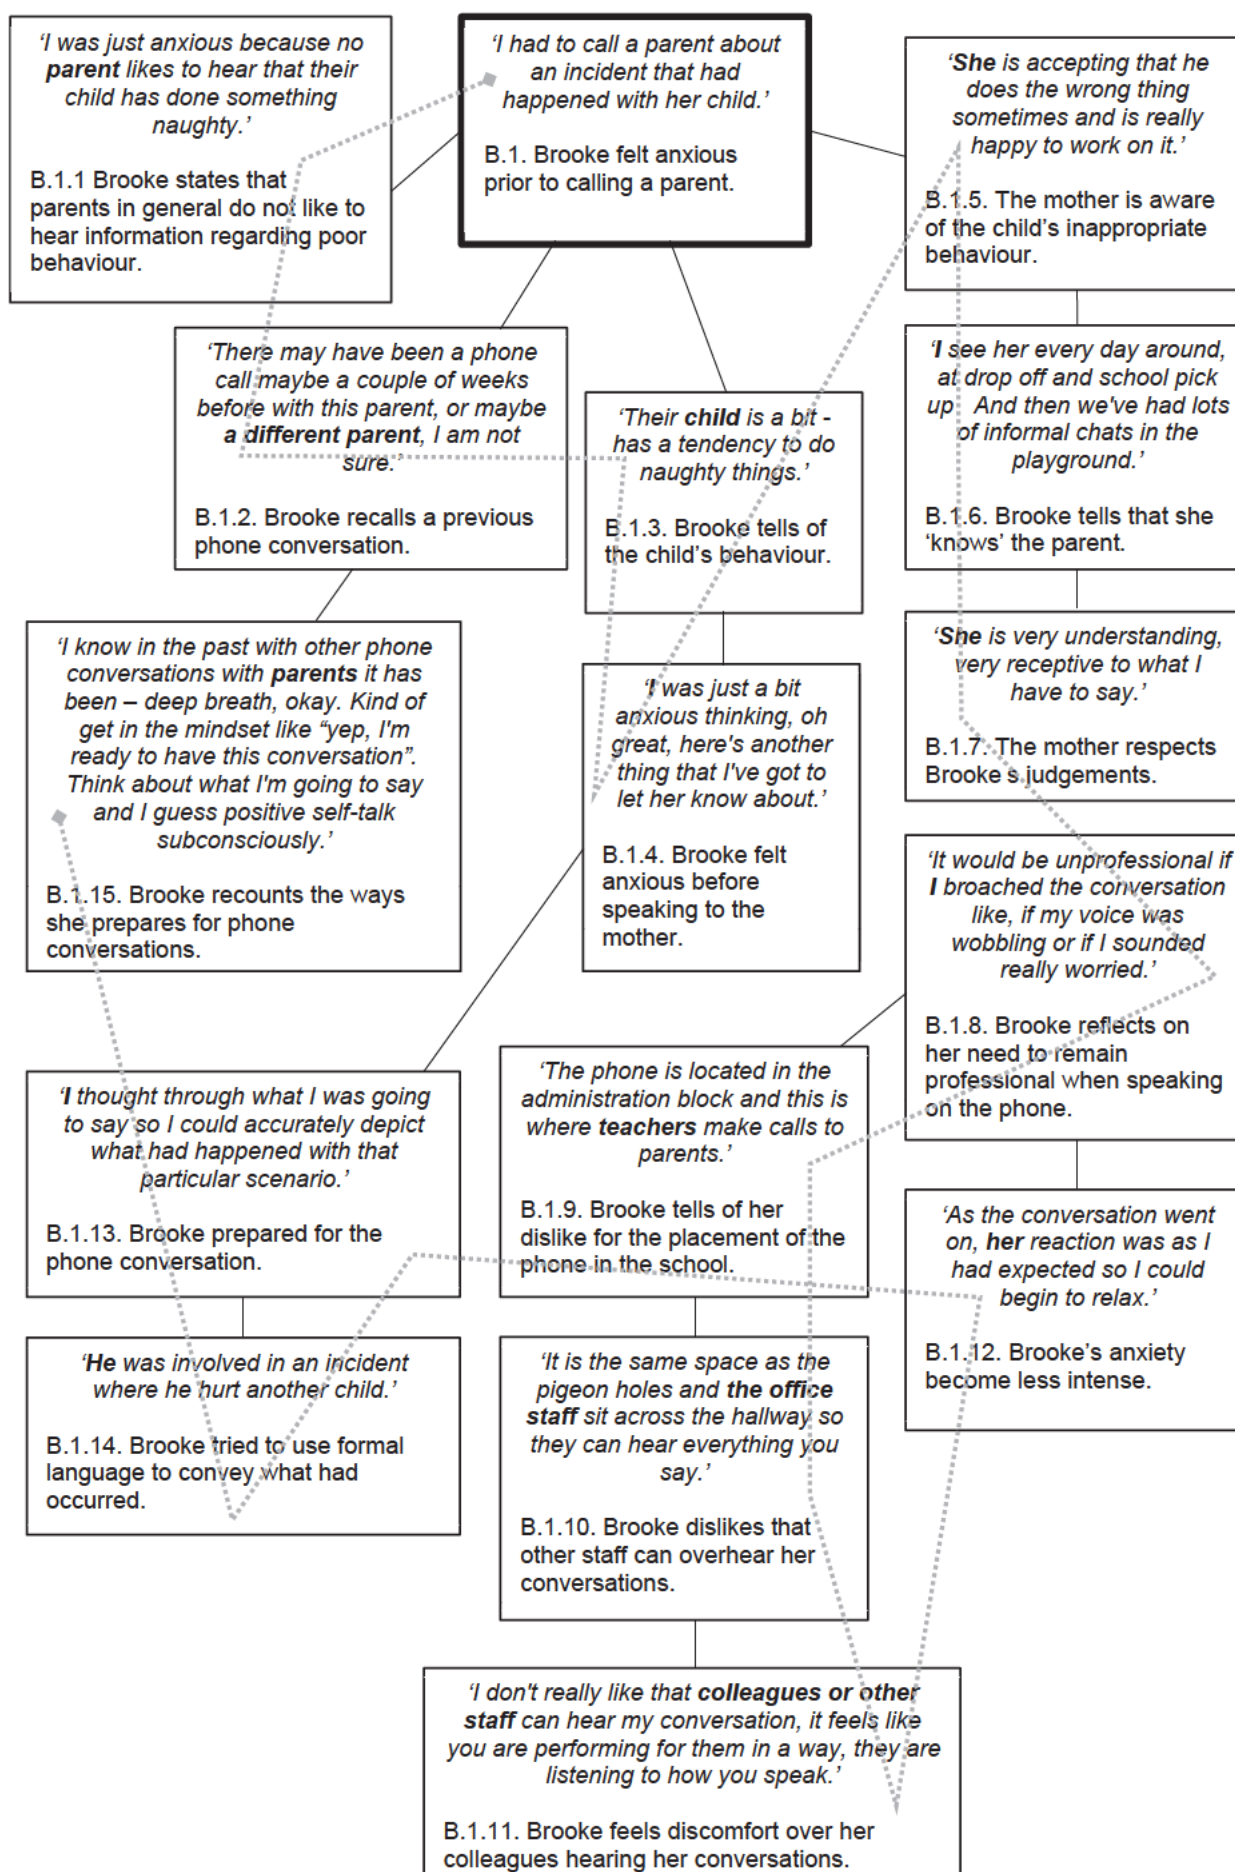 ‘I was just anxious because no
parent likes to hear that their
child has done something
naughty.’
B.1.1 Brooke states that
parents in general do not like to
hear information regarding poor
behaviour.
‘I had to call a parent about
an incident that had
happened with her child.’
B.1. Brooke felt anxious
prior to calling a parent.
‘She is accepting that he
does the wrong thing
sometimes and is really
happy to work on it.’
B.1.5. The mother is aware
of the child’s inappropriate
behaviour.
‘There may have been a phone
call maybe a couple of weeks
before with this parent, or maybe
a different parent, I am not
sure.’
B.1.2. Brooke recalls a previous
phone conversation.
‘Their child is a bit -
has a tendency to do
naughty things.’
B.1.3. Brooke tells of
the child’s behaviour.
‘I see her every day around,
at drop off and school pick
up And then we've had lots
of informal chats in the
playground.’
B.1.6. Brooke tells that she
‘knows’ the parent.
‘I know in the past with other phone
conversations with parents it has
been – deep breath, okay. Kind of
get in the mindset like “yep, I'm
ready to have this conversation”.
Think about what I'm going to say
and I guess positive self-talk
subconsciously.’
B.1.15. Brooke recounts the ways
she prepares for phone
conversations.
‘I was just a bit
anxious thinking, oh
great, here's another
thing that I've got to
let her know about.’
B.1.4. Brooke felt
anxious before
speaking to the
mother.
‘She is very understanding,
very receptive to what I
have to say.’
B.1.7. The mother respects
Brooke’s judgements.
‘It would be unprofessional if
I broached the conversation
like, if my voice was
wobbling or if I sounded
really worried.’
B.1.8. Brooke reflects on
her need to remain
professional when speaking
on the phone.
‘I thought through what I was going
to say so I could accurately depict
what had happened with that
particular scenario.’
B.1.13. Brooke prepared for the
phone conversation.
‘The phone is located in the
administration block and this is
where teachers make calls to
parents.’
B.1.9. Brooke tells of her
dislike for the placement of the
phone in the school.
‘As the conversation went
on, her reaction was as I
had expected so I could
begin to relax.’
B.1.12. Brooke’s anxiety
become less intense.
‘He was involved in an incident
where he hurt another child.’
B.1.14. Brooke tried to use formal
language to convey what had
occurred.
‘It is the same space as the
pigeon holes and the office
staff sit across the hallway so
they can hear everything you
say.’
B.1.10. Brooke dislikes that
other staff can overhear her
conversations.
‘I don't really like that colleagues or other
staff can hear my conversation, it feels like
you are performing for them in a way, they are
listening to how you speak.’
B.1.11. Brooke feels discomfort over her
colleagues hearing her conversations.